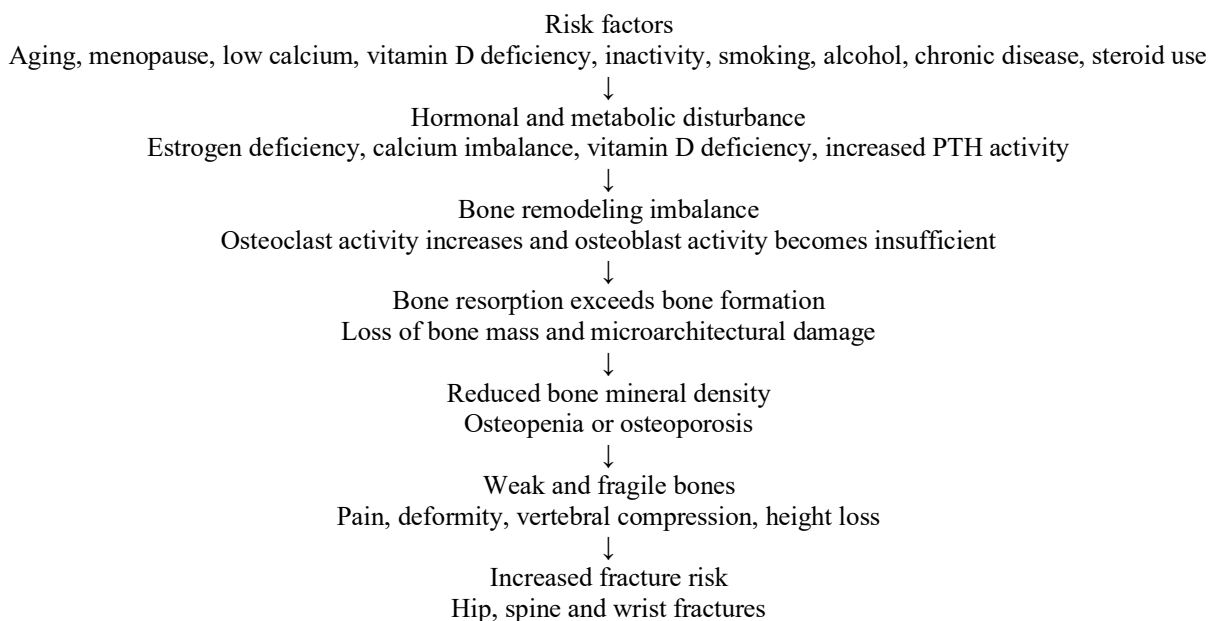 Risk factors
Aging, menopause, low calcium, vitamin D deficiency, inactivity, smoking, alcohol, chronic disease, steroid use
↓
Hormonal and metabolic disturbance
Estrogen deficiency, calcium imbalance, vitamin D deficiency, increased PTH activity
↓
Bone remodeling imbalance
Osteoclast activity increases and osteoblast activity becomes insufficient
↓
Bone resorption exceeds bone formation
Loss of bone mass and microarchitectural damage
↓
Reduced bone mineral density
Osteopenia or osteoporosis
↓
Weak and fragile bones
Pain, deformity, vertebral compression, height loss
↓
Increased fracture risk
Hip, spine and wrist fractures